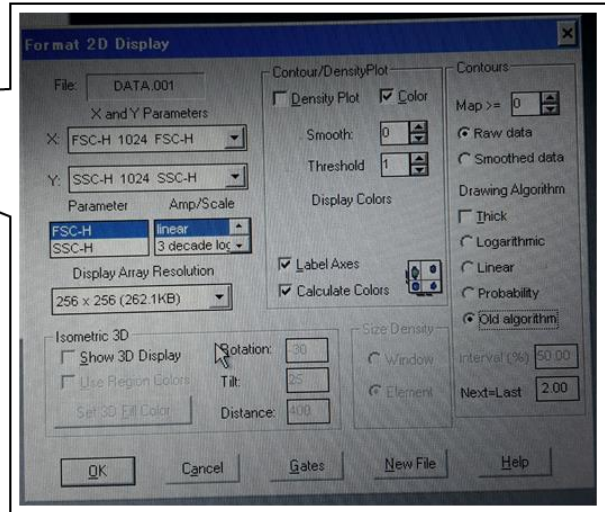 Format 2D Display
File: DATA.001
X and Y Parameters
X: FSC-H 1024 FSC-H
Y: SSC-H 1024 SSC-H
Parameter Amp/Scale
FSC-H linear
SSC-H 3 decade log
Display Array Resolution
256 x 256 (262.1KB)
Contour/DensityPlot
Density Plot Color
Smooth: 0
Threshold 1
Display Colors
Label Axes
Calculate Colors
Contours
Map >= 0
Raw data
Smoothed data
Drawing Algorithm
Thick
Logarithmic
Linear
Probability
Old algorithm
Interval (%) 50.00
Next=Last 2.00
Isometric 3D
Show 3D Display
Use Region Colors
Set 3D Fill Color
Rotation: -30
Tilt: 25
Distance: 400
Size Density
Window
Element
OK Cancel Gates New File Help